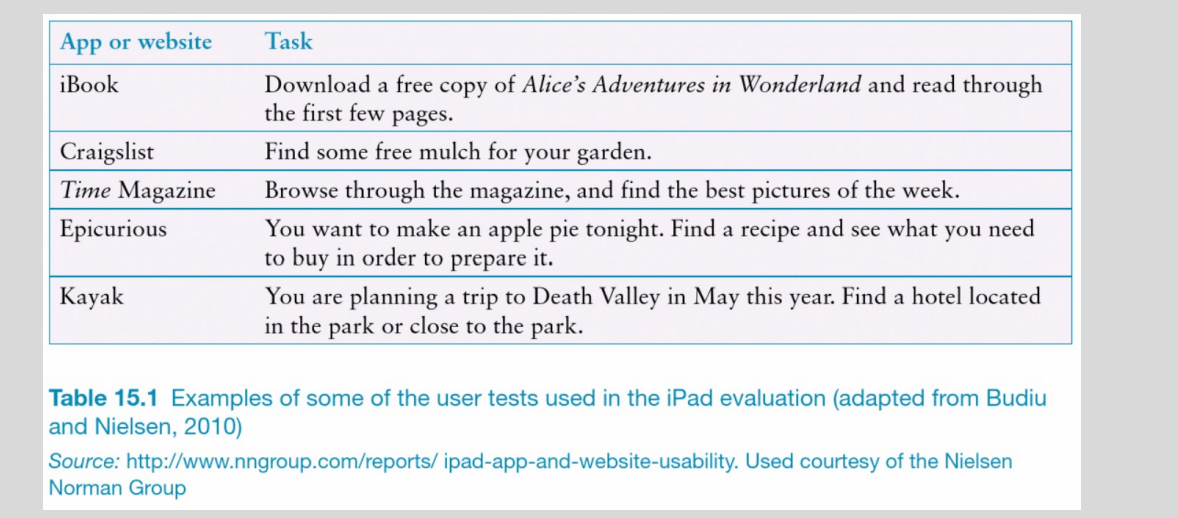 App or website Task
iBook Download a free copy of Alice’s Adventures in Wonderland and read through
the first few pages.
Craigslist Find some free mulch for your garden.
Time Magazine Browse through the magazine, and find the best pictures of the week.
Epicurious You want to make an apple pie tonight. Find a recipe and see what you need
to buy in order to prepare it.
Kayak You are planning a trip to Death Valley in May this year. Find a hotel located
in the park or close to the park.
Table 15.1 Examples of some of the user tests used in the iPad evaluation (adapted from Budiu
and Nielsen, 2010)
Source: http://www.nngroup.com/reports/ ipad-app-and-website-usability. Used courtesy of the Nielsen
Norman Group